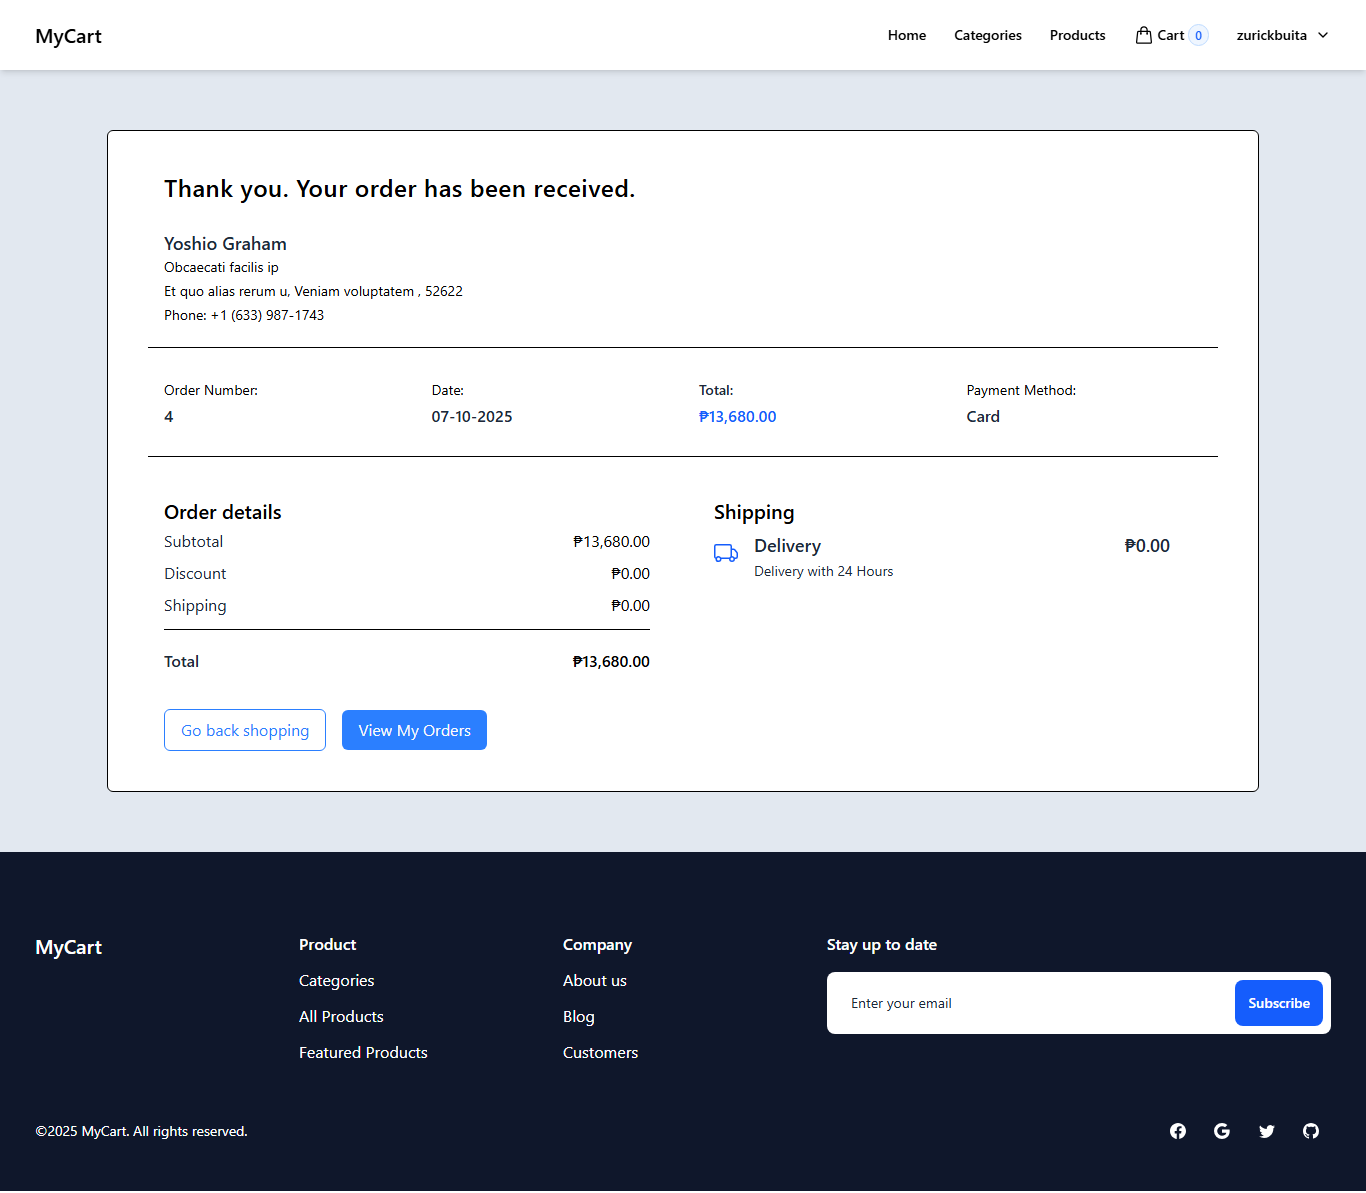 MyCart
Home
Categories
Products
Cart 0
zurickbuita
Thank you. Your order has been received.
Yoshio Graham
Obcaecati facilis ip
Et quo alias rerum u, Veniam voluptatem , 52622
Phone: +1 (633) 987-1743
Order Number:
4
Date:
07-10-2025
Total:
₱13,680.00
Payment Method:
Card
Order details
Subtotal ₱13,680.00
Discount ₱0.00
Shipping ₱0.00
Total ₱13,680.00
Shipping
Delivery ₱0.00
Delivery with 24 Hours
Go back shopping
View My Orders
MyCart
Product
Categories
All Products
Featured Products
Company
About us
Blog
Customers
Stay up to date
Enter your email
Subscribe
©2025 MyCart. All rights reserved.